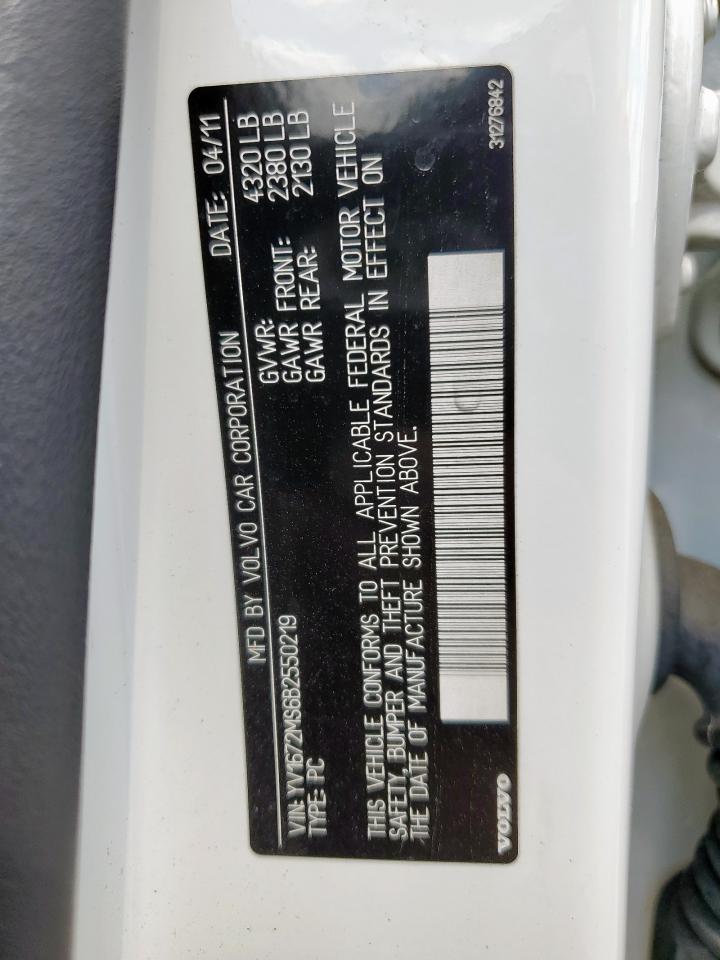 MFD BY VOLVO CAR CORPORATION DATE: 04/11
VIN: YV1672MS6B2550219 GVWR: 4320 LB
TYPE: PC GAWR FRONT: 2380 LB
GAWR REAR: 2130 LB
THIS VEHICLE CONFORMS TO ALL APPLICABLE FEDERAL MOTOR VEHICLE
SAFETY, BUMPER AND THEFT PREVENTION STANDARDS IN EFFECT ON
THE DATE OF MANUFACTURE SHOWN ABOVE.
VOLVO 31276842